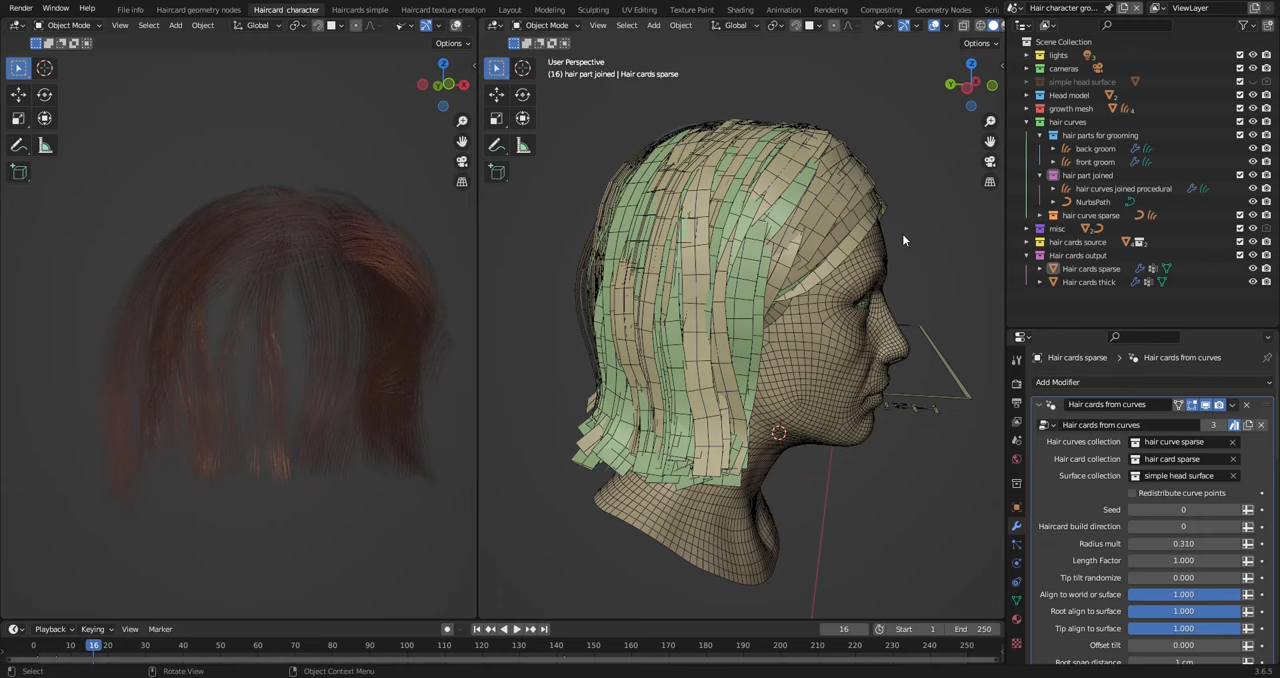 Render Window Help File info Haircard geometry nodes Haircard character Haircards simple Haircard texture creation Layout Modeling Sculpting UV Editing Texture Paint Shading Animation Rendering Compositing Geometry Nodes Hair character gro... ViewLayer
Object Mode View Select Add Object Global Object Mode View Select Add Object Global
Options Options
Scene Collection
lights 3
cameras
simple head surface
Head model 2
growth mesh 4
hair curves
hair parts for grooming
back groom
front groom
hair part joined
hair curves joined procedural
NurbsPath
hair curve sparse
misc 2
hair cards source 4 2
Hair cards output
Hair cards sparse
Hair cards thick
User Perspective
(16) hair part joined | Hair cards sparse
Z X Y
Z Y
Hair cards sparse Hair cards from curves
Add Modifier
Hair cards from curves
Hair cards from curves 3
Hair curves collection hair curve sparse
Hair card collection hair card sparse
Surface collection simple head surface
Redistribute curve points
Seed 0
Haircard build direction 0
Radius mult 0.310
Length Factor 1.000
Tip tilt randomize 0.000
Align to world or suface 1.000
Root align to surface 1.000
Tip align to surface 1.000
Offset tilt 0.000
Root snap distance 1 cm
Playback Keying View Marker 16 Start 1 End 250
0 10 16 20 30 40 50 60 70 80 90 100 110 120 130 140 150 160 170 180 190 200 210 220 230 240 250
Select Rotate View Object Context Menu 3.6.5